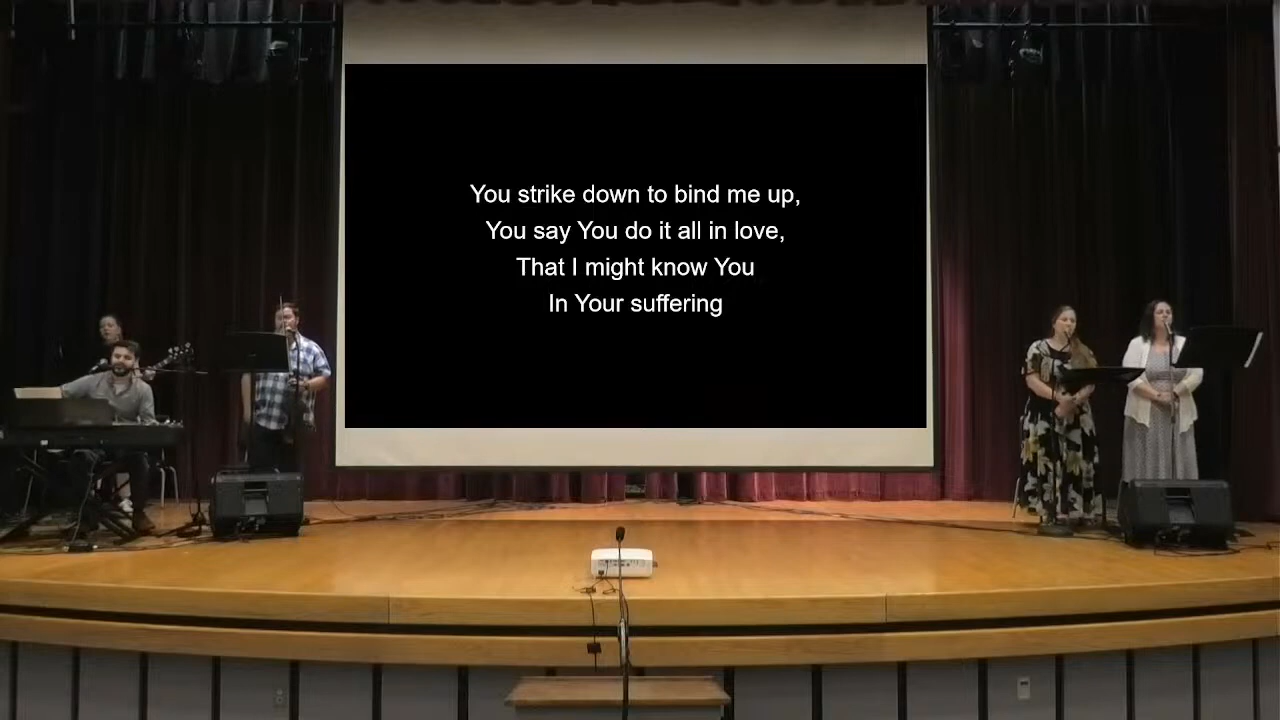 You strike down to bind me up,
You say You do it all in love,
That I might know You
In Your suffering